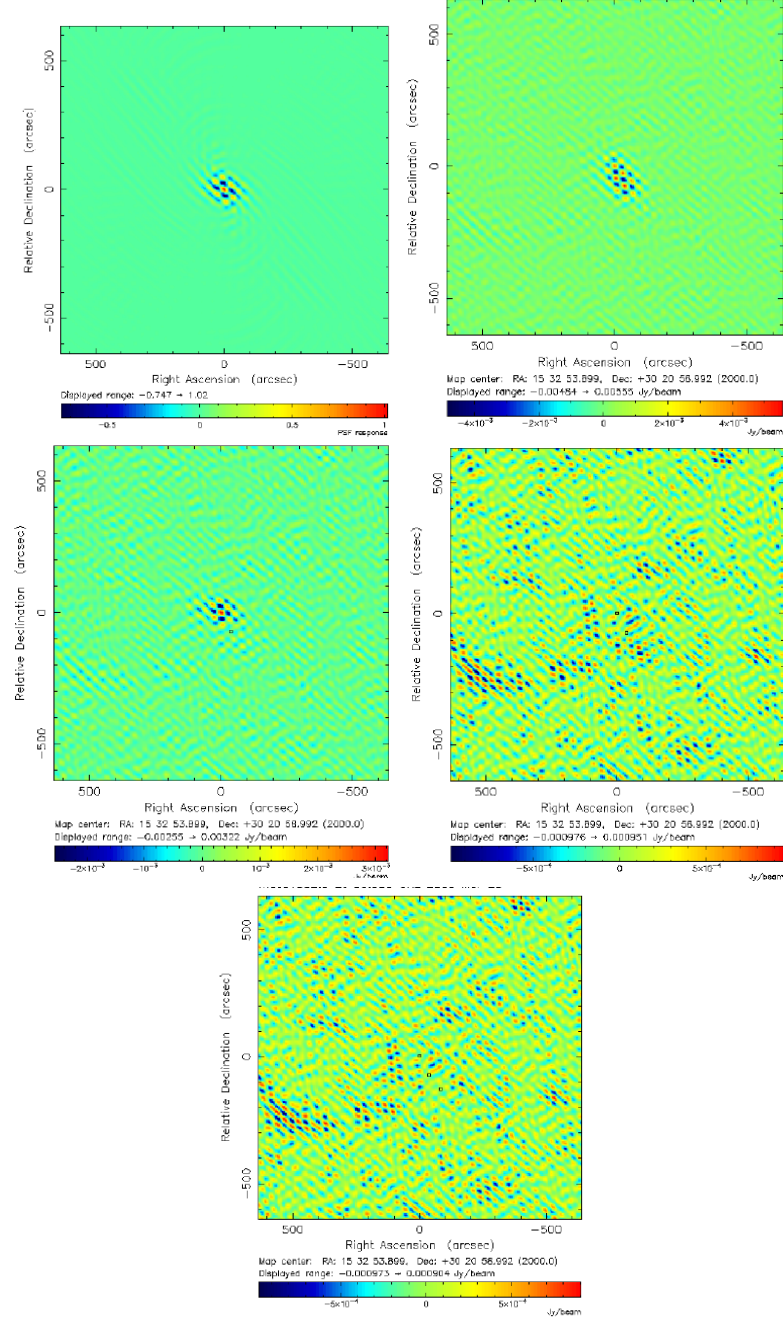 500
0
-500
Relative Declination (arcsec)
500
0
-500
Right Ascension (arcsec)
Displayed range: -0.747 → 1.02
-0.5
0
0.5
1
PSF response
500
0
-500
Relative Declination (arcsec)
500
0
-500
Right Ascension (arcsec)
Map center: RA: 15 32 53.899, Dec: +30 20 58.992 (2000.0)
Displayed range: -0.00484 → 0.00555 Jy/beam
-4×10⁻³
-2×10⁻³
0
2×10⁻³
4×10⁻³
Jy/beam
500
0
-500
Relative Declination (arcsec)
500
0
-500
Right Ascension (arcsec)
Map center: RA: 15 32 53.899, Dec: +30 20 58.992 (2000.0)
Displayed range: -0.00255 → 0.00322 Jy/beam
-2×10⁻³
-10⁻³
0
10⁻³
2×10⁻³
3×10⁻³
Jy/beam
500
0
-500
Relative Declination (arcsec)
500
0
-500
Right Ascension (arcsec)
Map center: RA: 15 32 53.899, Dec: +30 20 58.992 (2000.0)
Displayed range: -0.000976 → 0.000951 Jy/beam
-5×10⁻⁴
0
5×10⁻⁴
Jy/beam
500
0
-500
Relative Declination (arcsec)
500
0
-500
Right Ascension (arcsec)
Map center: RA: 15 32 53.899, Dec: +30 20 58.992 (2000.0)
Displayed range: -0.000973 → 0.000904 Jy/beam
-5×10⁻⁴
0
5×10⁻⁴
Jy/beam